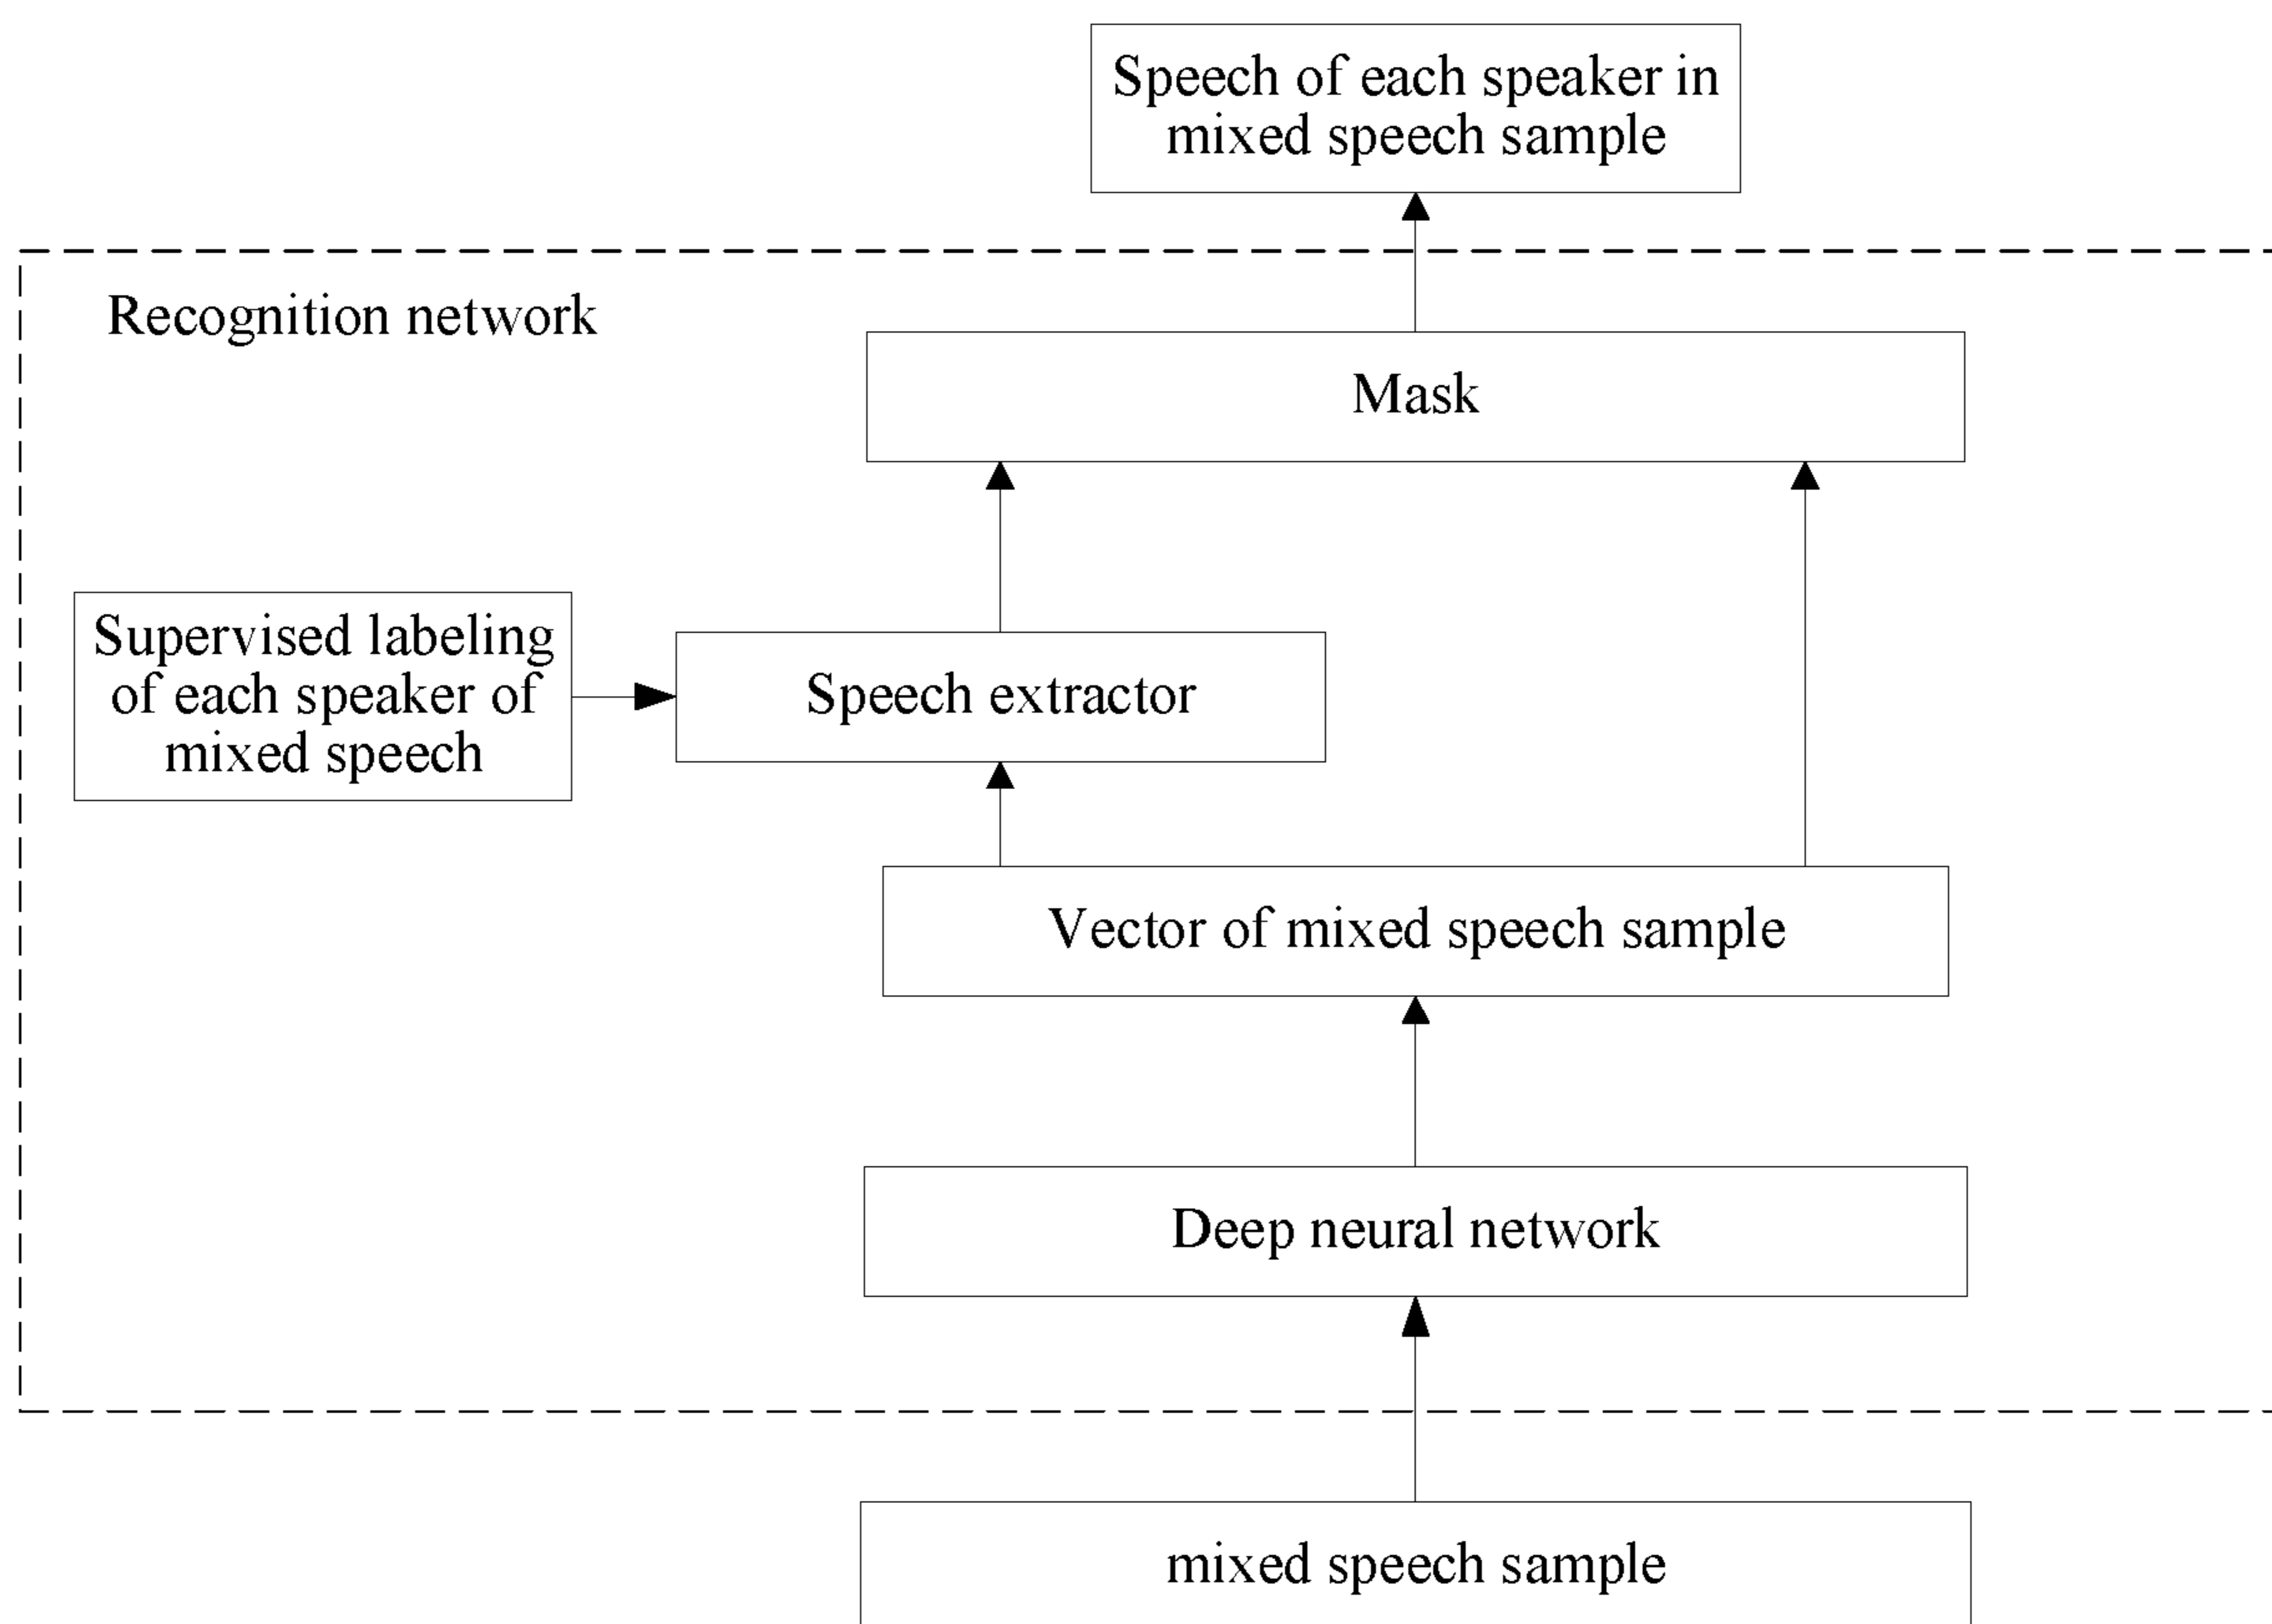 Speech of each speaker in
mixed speech sample
Recognition network
Mask
Supervised labeling
of each speaker of
mixed speech
Speech extractor
Vector of mixed speech sample
Deep neural network
mixed speech sample